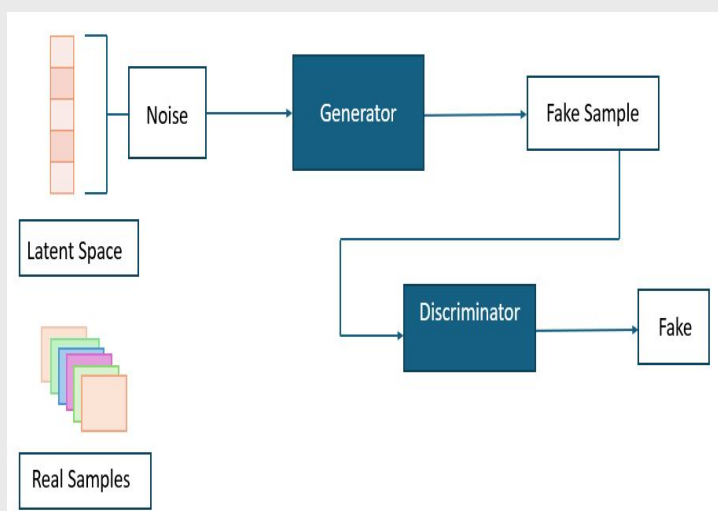 Noise
Generator
Fake Sample
Latent Space
Discriminator
Fake
Real Samples